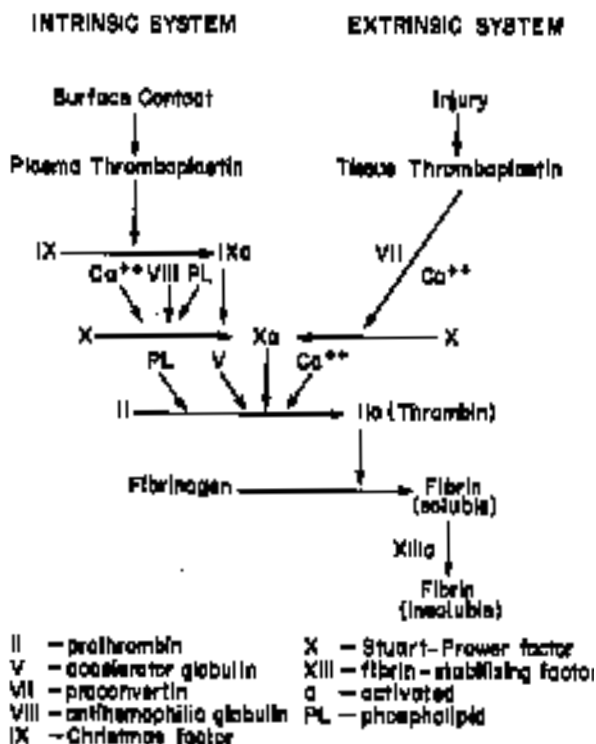 INTRINSIC SYSTEM EXTRINSIC SYSTEM
Surface Contact Injury
Plasma Thromboplastin Tissue Thromboplastin
IX IXa VII
Ca++ VIII PL Ca++
X Xa X
PL V Ca++
II IIa (Thrombin)
Fibrinogen Fibrin
(soluble)
XIIIa
Fibrin
(insoluble)
II — prothrombin X — Stuart-Prower factor
V — accelerator globulin XIII — fibrin-stabilising factor
VII — proconvertin a — activated
VIII — antihemophilia globulin PL — phospholipid
IX — Christmas factor